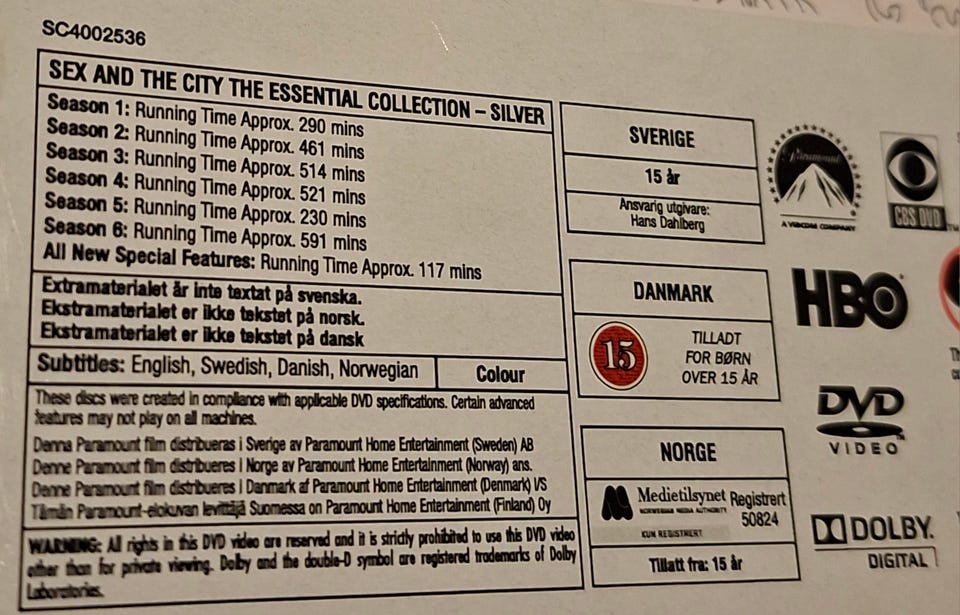 SC4002536
SEX AND THE CITY THE ESSENTIAL COLLECTION – SILVER
Season 1: Running Time Approx. 290 mins
Season 2: Running Time Approx. 461 mins
Season 3: Running Time Approx. 514 mins
Season 4: Running Time Approx. 521 mins
Season 5: Running Time Approx. 230 mins
Season 6: Running Time Approx. 591 mins
All New Special Features: Running Time Approx. 117 mins
Extramaterialet är inte textat på svenska.
Ekstramaterialet er ikke tekstet på norsk.
Ekstramaterialet er ikke tekstet på dansk
Subtitles: English, Swedish, Danish, Norwegian
Colour
These discs were created in compliance with applicable DVD specifications. Certain advanced
features may not play on all machines.
Denna Paramount film distribueras i Sverige av Paramount Home Entertainment (Sweden) AB
Denne Paramount film distribueres i Norge av Paramount Home Entertainment (Norway) ans.
Denne Paramount film distribueres i Danmark af Paramount Home Entertainment (Denmark) I/S
Tämän Paramount-elokuvan levittäjä Suomessa on Paramount Home Entertainment (Finland) Oy
WARNING: All rights in this DVD video are reserved and it is strictly prohibited to use this DVD video
other than for private viewing. Dolby and the double-D symbol are registered trademarks of Dolby
Laboratories.
SVERIGE
15 år
Ansvarig utgivare:
Hans Dahlberg
DANMARK
15
TILLADT
FOR BØRN
OVER 15 ÅR
NORGE
Medietilsynet
NORWEGIAN MEDIA AUTHORITY
Registrert
50824
KUN REGISTRERT
Tillatt fra: 15 år
Paramount
A VIACOM COMPANY
CBS DVD
TM
HBO
DVD
VIDEO
DOLBY.
DIGITAL